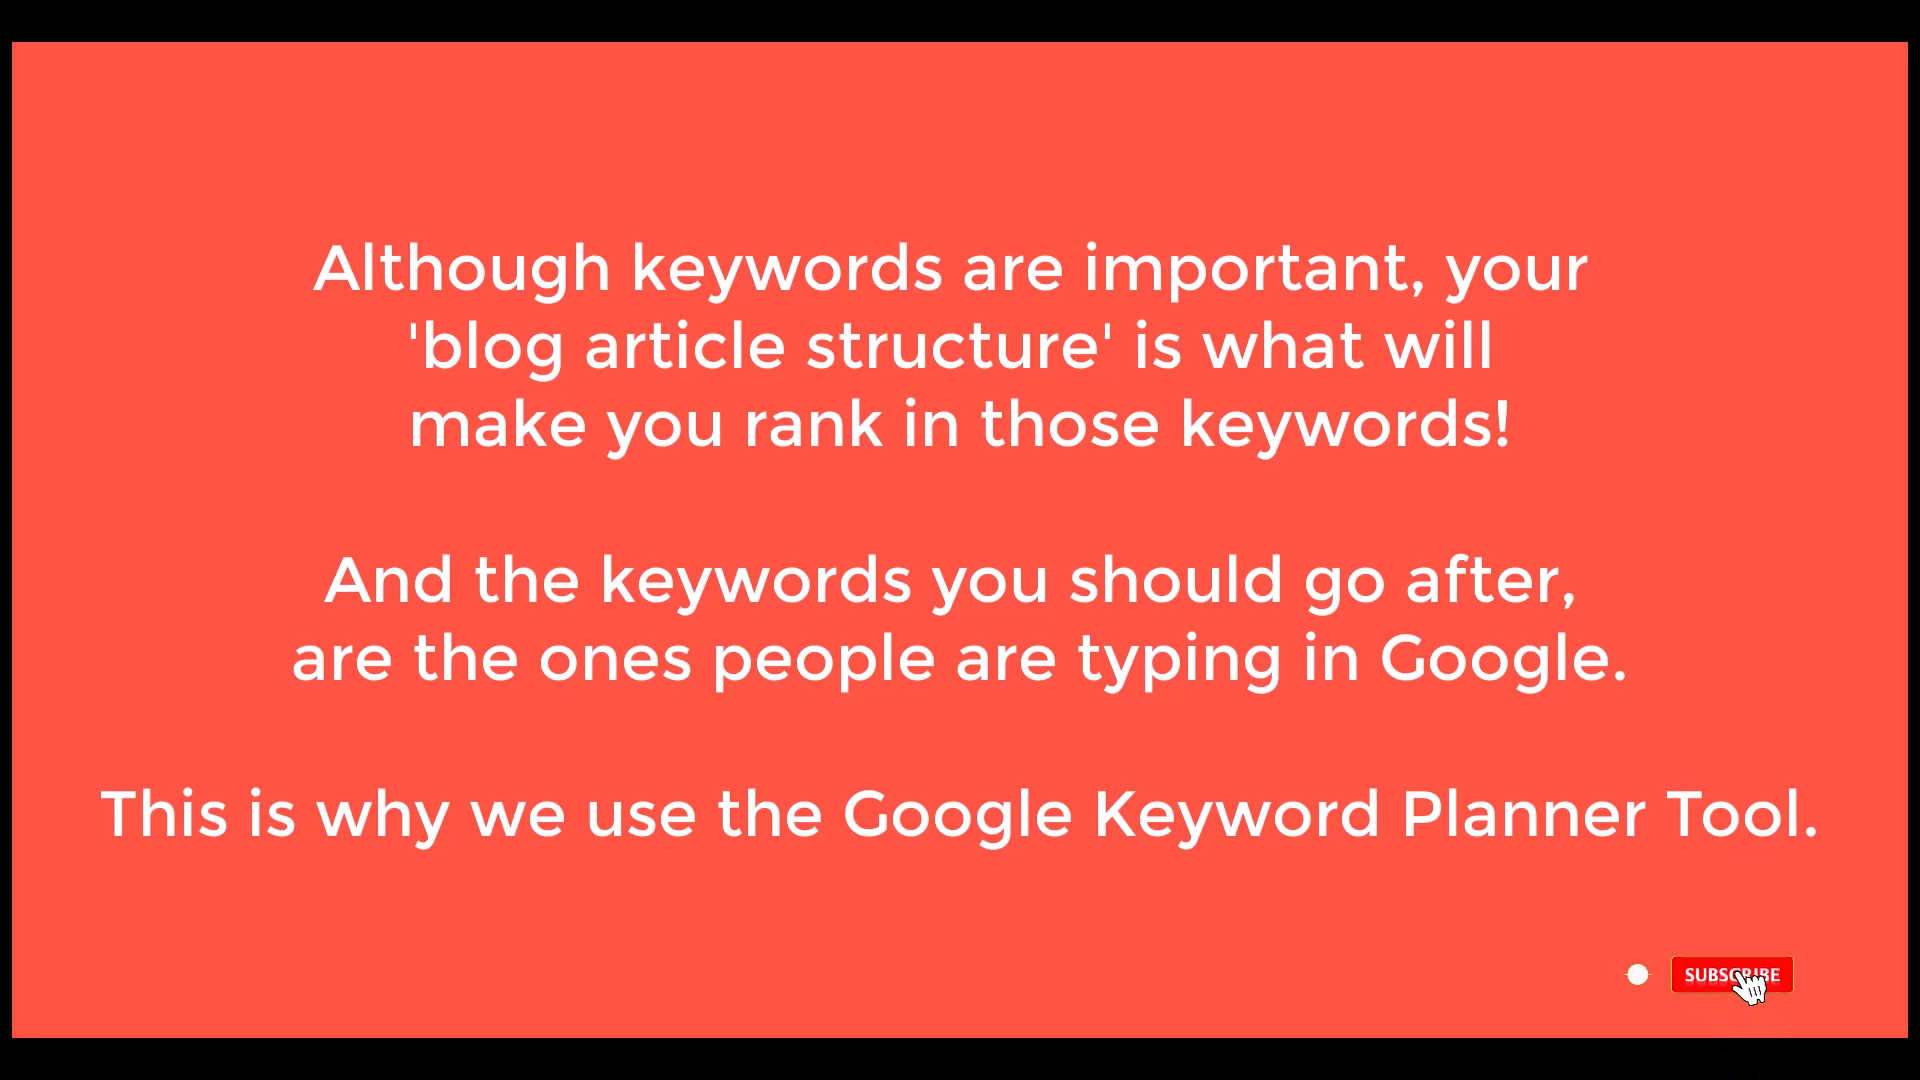 Although keywords are important, your
'blog article structure' is what will
make you rank in those keywords!
And the keywords you should go after,
are the ones people are typing in Google.
This is why we use the Google Keyword Planner Tool.
SUBSCRIBE